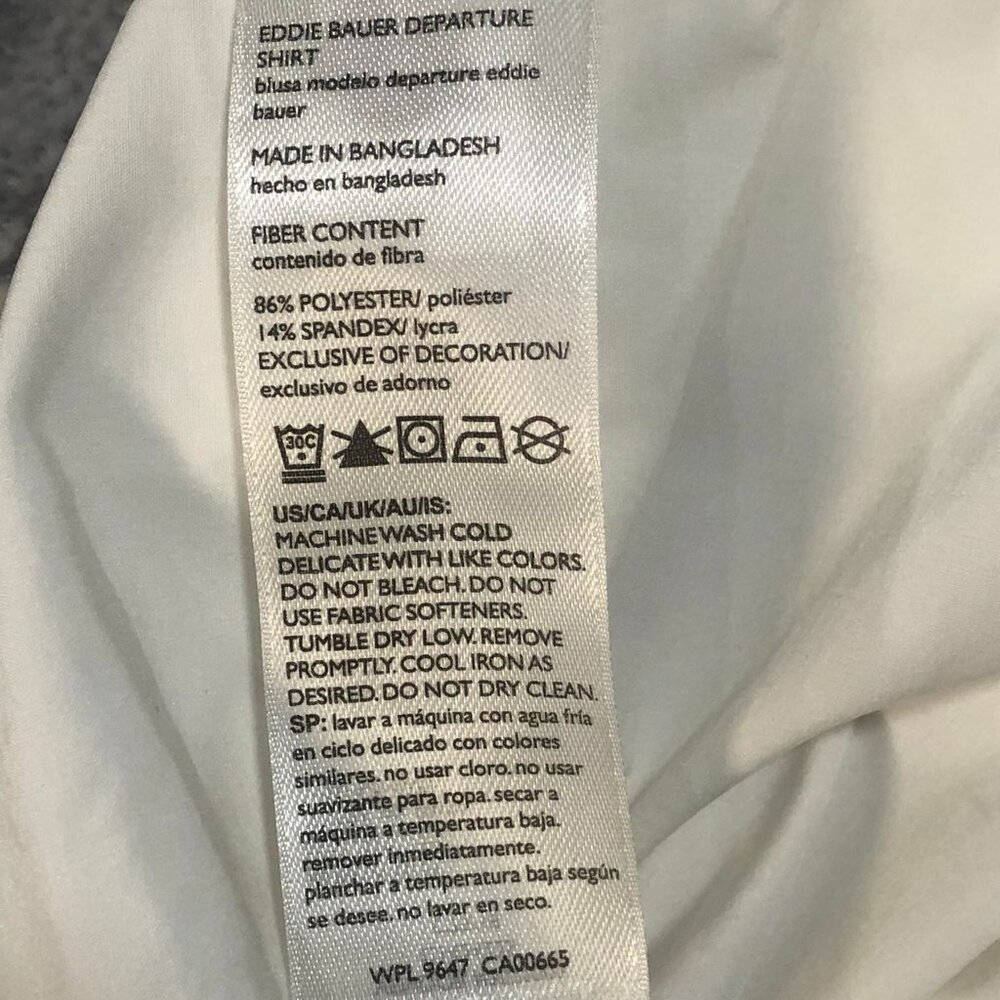 EDDIE BAUER DEPARTURE
SHIRT
blusa modelo departure eddie
bauer
MADE IN BANGLADESH
hecho en bangladesh
FIBER CONTENT
contenido de fibra
86% POLYESTER/ poliéster
14% SPANDEX/ lycra
EXCLUSIVE OF DECORATION/
exclusivo de adorno
30C
US/CA/UK/AU/IS:
MACHINE WASH COLD
DELICATE WITH LIKE COLORS.
DO NOT BLEACH. DO NOT
USE FABRIC SOFTENERS.
TUMBLE DRY LOW. REMOVE
PROMPTLY. COOL IRON AS
DESIRED. DO NOT DRY CLEAN.
SP: lavar a máquina con agua fría
en ciclo delicado con colores
similares. no usar cloro. no usar
suavizante para ropa. secar a
máquina a temperatura baja.
remover inmediatamente.
planchar a temperatura baja según
se desee. no lavar en seco.
WPL 9647 CA00665